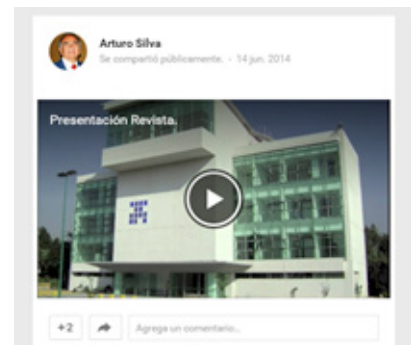 Arturo Silva
Se compartió públicamente. - 14 jun. 2014
Presentación Revista.
+2
Agrega un comentario...